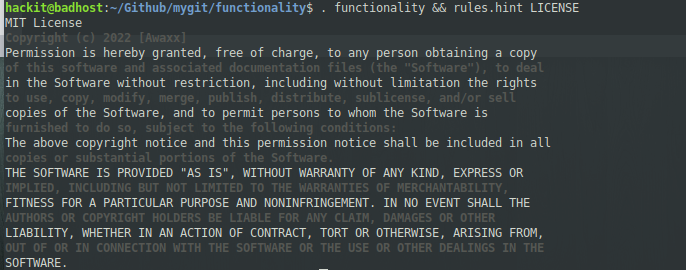 hackit@badhost:~/Github/mygit/functionality$ . functionality && rules.hint LICENSE
MIT License
Copyright (c) 2022 [Awaxx]
Permission is hereby granted, free of charge, to any person obtaining a copy
of this software and associated documentation files (the "Software"), to deal
in the Software without restriction, including without limitation the rights
to use, copy, modify, merge, publish, distribute, sublicense, and/or sell
copies of the Software, and to permit persons to whom the Software is
furnished to do so, subject to the following conditions:
The above copyright notice and this permission notice shall be included in all
copies or substantial portions of the Software.
THE SOFTWARE IS PROVIDED "AS IS", WITHOUT WARRANTY OF ANY KIND, EXPRESS OR
IMPLIED, INCLUDING BUT NOT LIMITED TO THE WARRANTIES OF MERCHANTABILITY,
FITNESS FOR A PARTICULAR PURPOSE AND NONINFRINGEMENT. IN NO EVENT SHALL THE
AUTHORS OR COPYRIGHT HOLDERS BE LIABLE FOR ANY CLAIM, DAMAGES OR OTHER
LIABILITY, WHETHER IN AN ACTION OF CONTRACT, TORT OR OTHERWISE, ARISING FROM,
OUT OF OR IN CONNECTION WITH THE SOFTWARE OR THE USE OR OTHER DEALINGS IN THE
SOFTWARE.